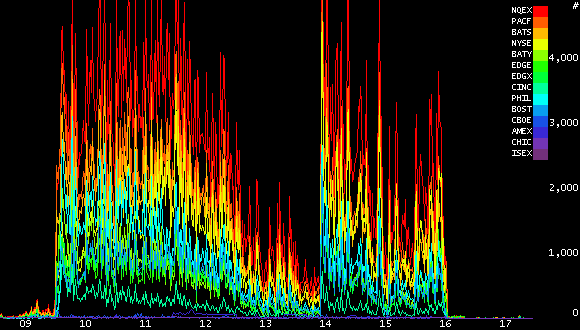 #
NQEX
PACF
BATS
NYSE
BATY
EDGE
EDGX
CINC
PHIL
BOST
CBOE
AMEX
CHIC
ISEX
4,000
3,000
2,000
1,000
0
09 10 11 12 13 14 15 16 17